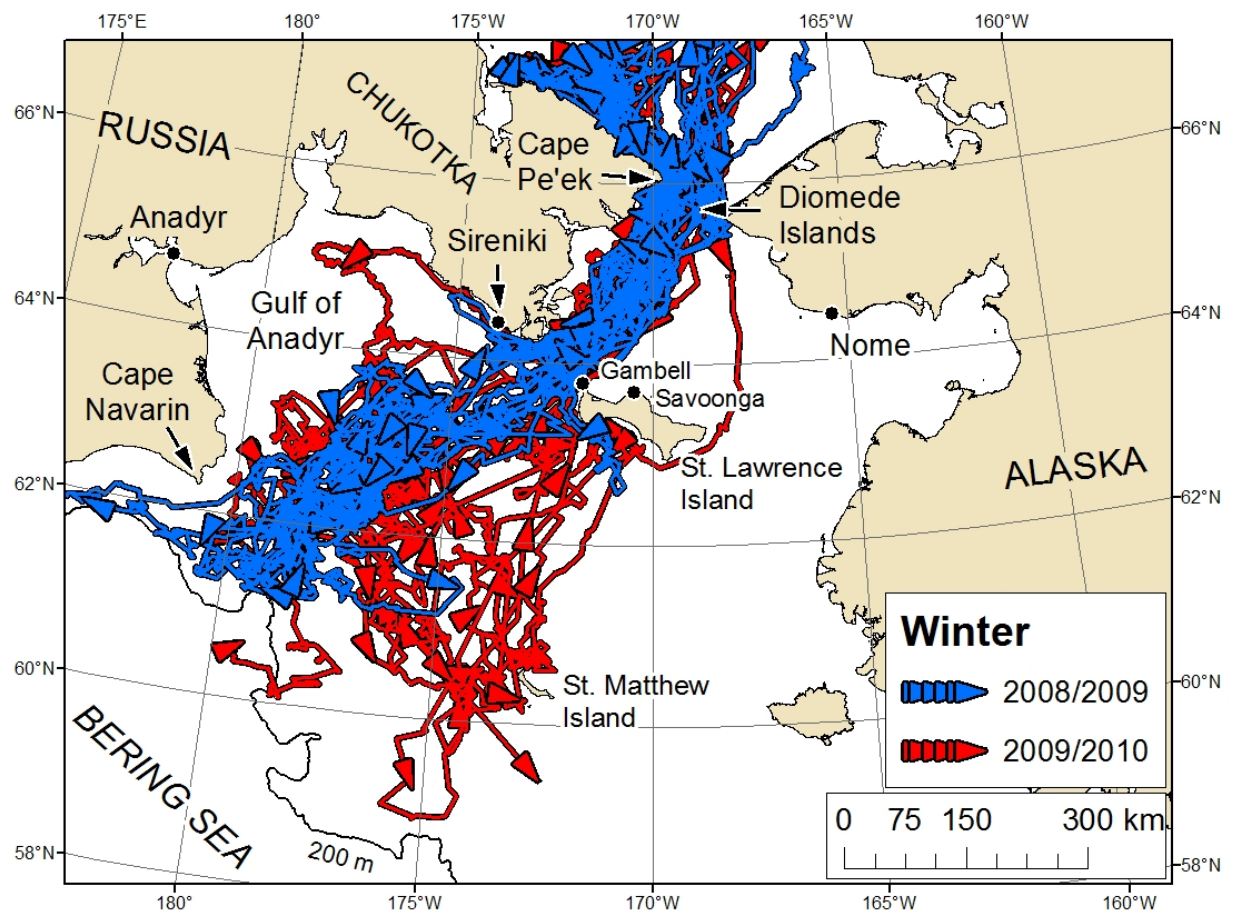 175°E 180° 175°W 170°W 165°W 160°W
66°N
66°N
RUSSIA
CHUKOTKA
Cape
Pe'ek
Diomede
Islands
Anadyr
Sireniki
64°N
64°N
Gulf of
Anadyr
Nome
Gambell
Savoonga
Cape
Navarin
St. Lawrence
Island
ALASKA
62°N
62°N
60°N
60°N
St. Matthew
Island
BERING SEA
200 m
Winter
2008/2009
2009/2010
0 75 150 300 km
58°N
58°N
180° 175°W 170°W 165°W 160°W